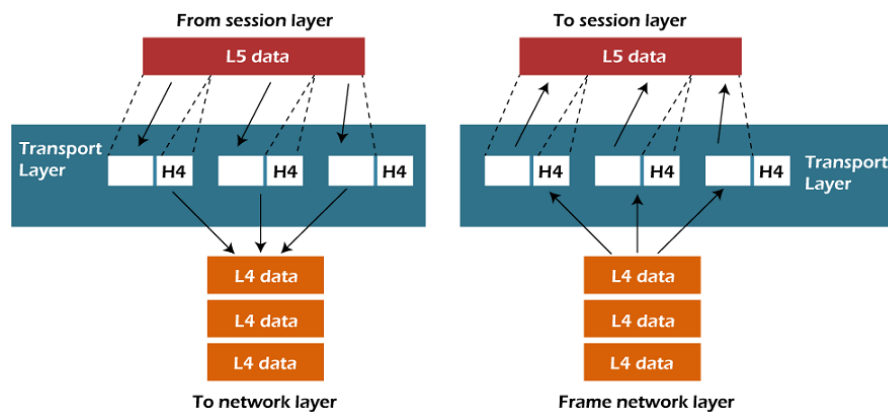 From session layer
L5 data
Transport
Layer
H4
H4
H4
L4 data
L4 data
L4 data
To network layer
To session layer
L5 data
H4
H4
H4
Transport
Layer
L4 data
L4 data
L4 data
Frame network layer